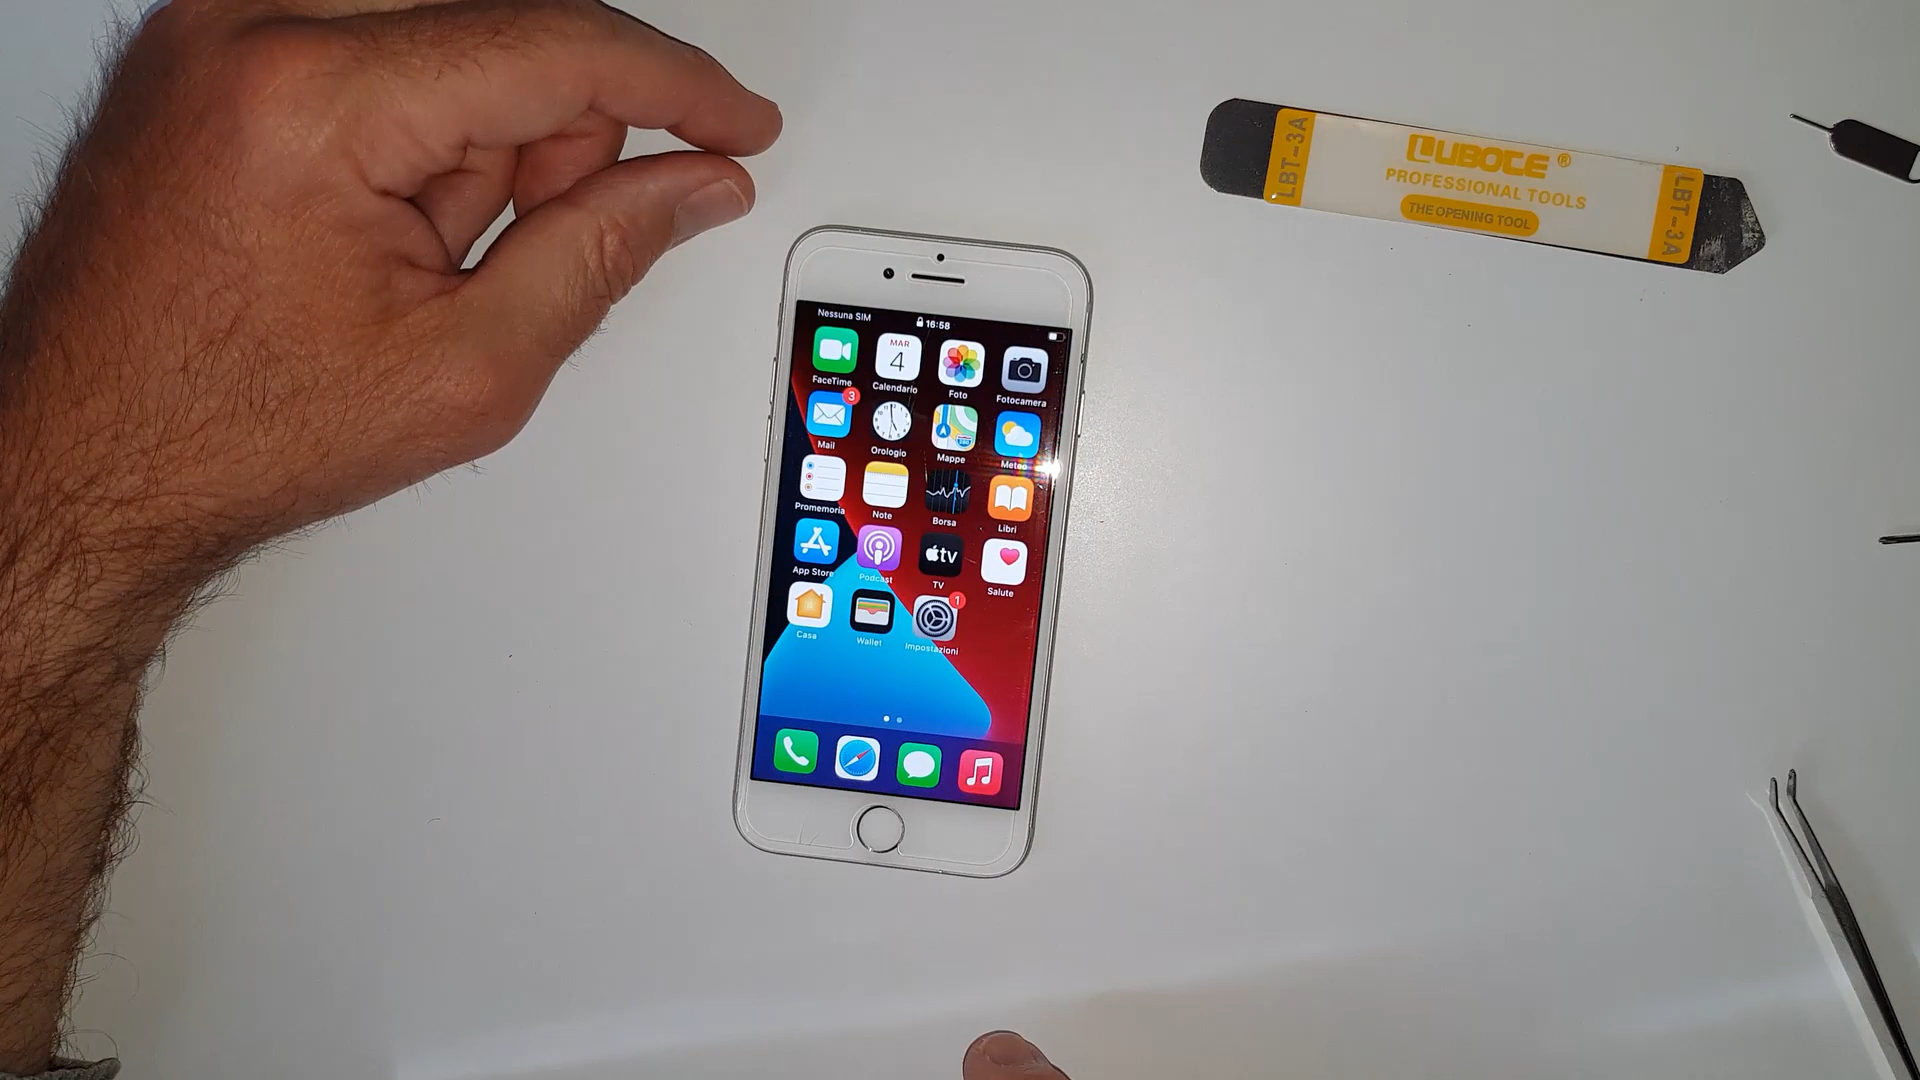 LUBOTE ®
PROFESSIONAL TOOLS
THE OPENING TOOL
LBT-3A
LBT-3A
Nessuna SIM
16:58
MAR
4
FaceTime
Calendario
Foto
Fotocamera
3
Mail
Orologio
Mappe
Meteo
Promemoria
Note
Borsa
Libri
App Store
Podcast
tv
TV
Salute
1
Casa
Wallet
Impostazioni